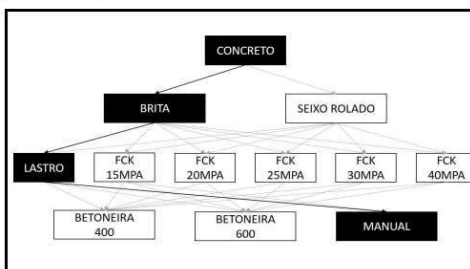 CONCRETO
BRITA
SEIXO ROLADO
LASTRO
FCK
15MPA
FCK
20MPA
FCK
25MPA
FCK
30MPA
FCK
40MPA
BETONEIRA
400
BETONEIRA
600
MANUAL